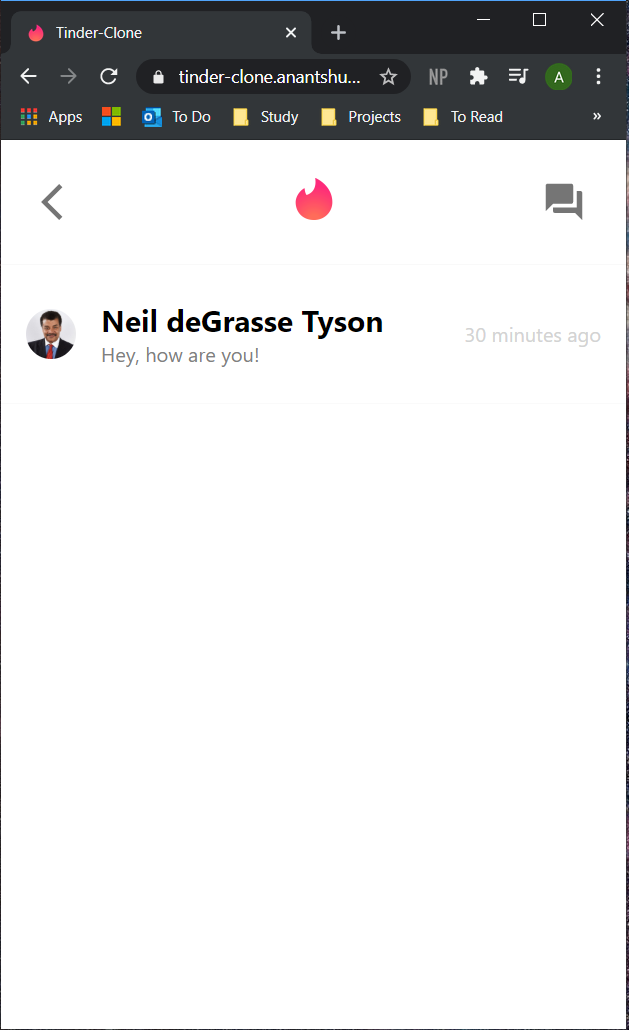 Tinder-Clone
tinder-clone.anantshu...
NP
A
Apps
To Do
Study
Projects
To Read
»
Neil deGrasse Tyson
Hey, how are you!
30 minutes ago